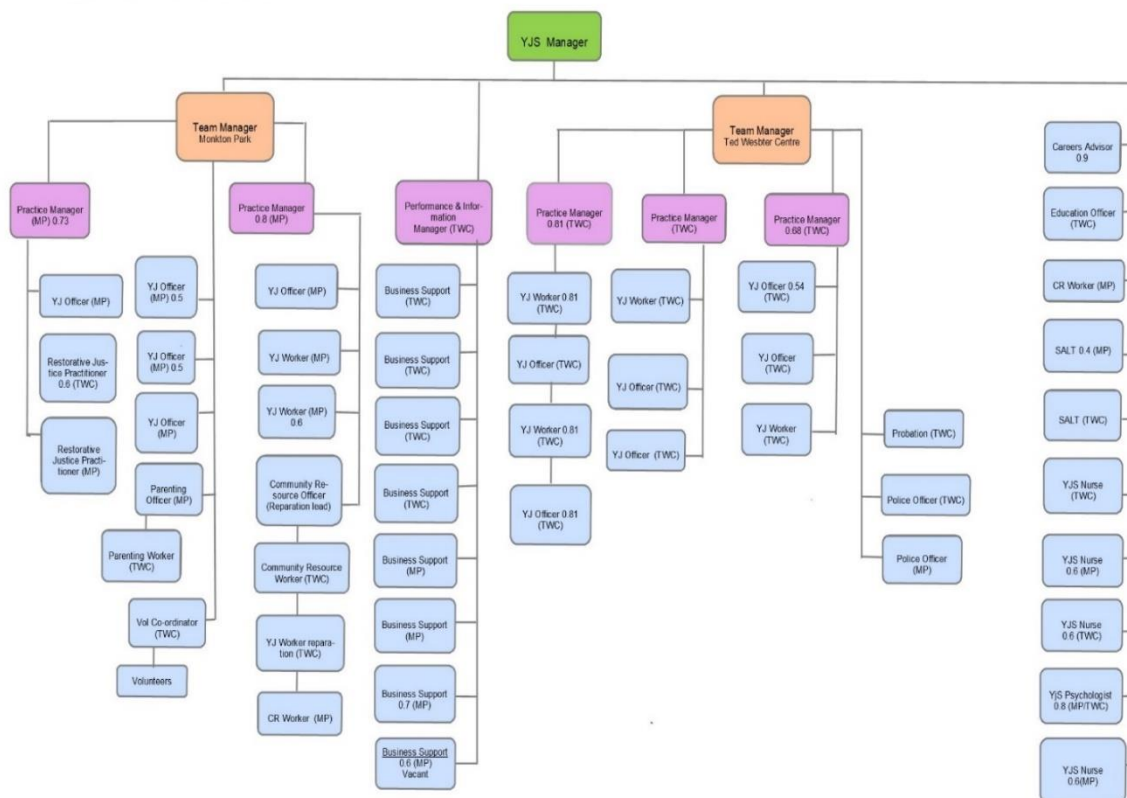 YJS Manager
Team Manager
Monkton Park
Team Manager
Ted Wesbter Centre
Practice Manager
(MP) 0.73
Practice Manager
0.8 (MP)
Performance & Infor-
mation
Manager (TWC)
Practice Manager
0.81 (TWC)
Practice Manager
(TWC)
Practice Manager
0.68 (TWC)
YJ Officer (MP)
Restorative Jus-
tice Practitioner
0.6 (TWC)
Restorative
Justice Practi-
tioner (MP)
YJ Officer
(MP) 0.5
YJ Officer
(MP) 0.5
YJ Officer
(MP)
Parenting
Officer (MP)
Parenting Worker
(TWC)
Vol Co-ordinator
(TWC)
Volunteers
YJ Officer (MP)
YJ Worker (MP)
YJ Worker (MP)
0.6
Community Re-
source Officer
(Reparation lead)
Community Resource
Worker (TWC)
YJ Worker repara-
tion (TWC)
CR Worker (MP)
Business Support
(TWC)
Business Support
(TWC)
Business Support
(TWC)
Business Support
(TWC)
Business Support
(MP)
Business Support
(MP)
Business Support
0.7 (MP)
Business Support
0.6 (MP)
Vacant
YJ Worker 0.81
(TWC)
YJ Officer (TWC)
YJ Worker 0.81
(TWC)
YJ Officer 0.81
(TWC)
YJ Worker (TWC)
YJ Officer (TWC)
YJ Officer (TWC)
YJ Officer 0.54
(TWC)
YJ Officer
(TWC)
YJ Worker
(TWC)
Probation (TWC)
Police Officer (TWC)
Police Officer
(MP)
Careers Advisor
0.9
Education Officer
(TWC)
CR Worker (MP)
SALT 0.4 (MP)
SALT (TWC)
YJS Nurse
(TWC)
YJS Nurse
0.6 (MP)
YJS Nurse
0.6 (TWC)
YjS Psychologist
0.8 (MP/TWC)
YJS Nurse
0.6(MP)